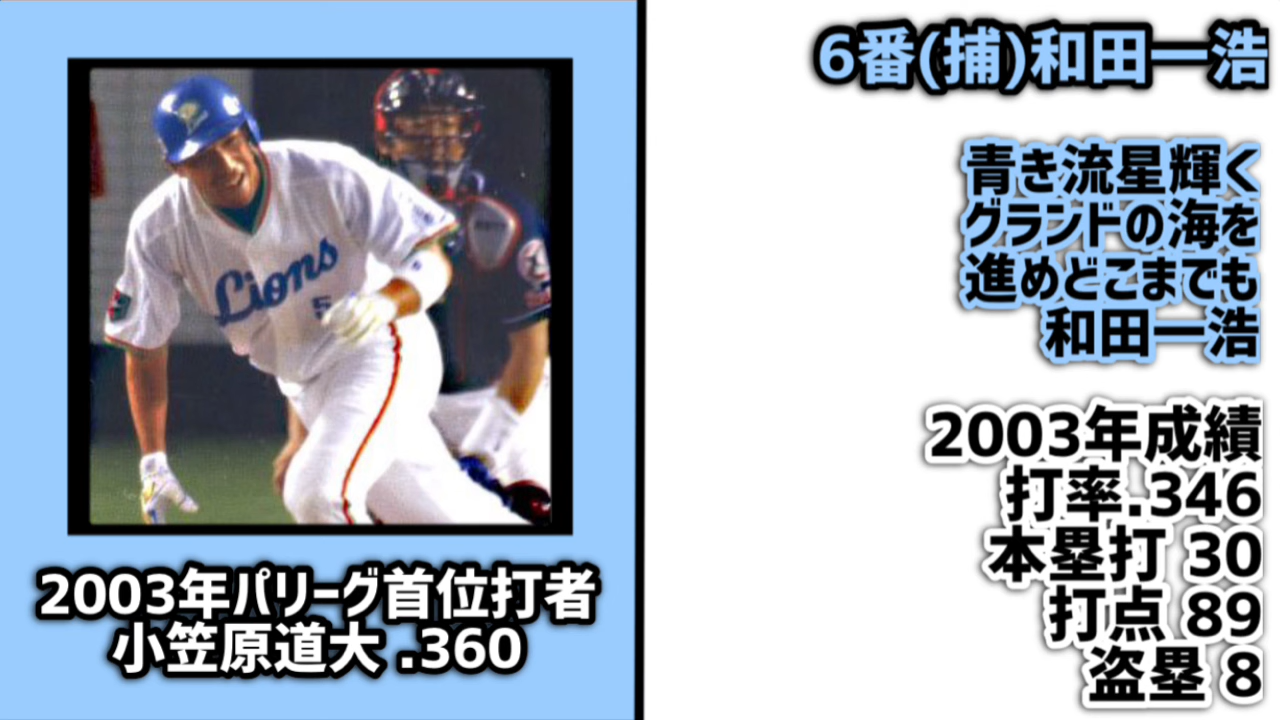 6番(捕)和田一浩
青き流星輝く
グランドの海を
進めどこまでも
和田一浩
2003年成績
打率.346
本塁打 30
打点 89
盗塁 8
Lions
5
2003年パリーグ首位打者
小笠原道大 .360